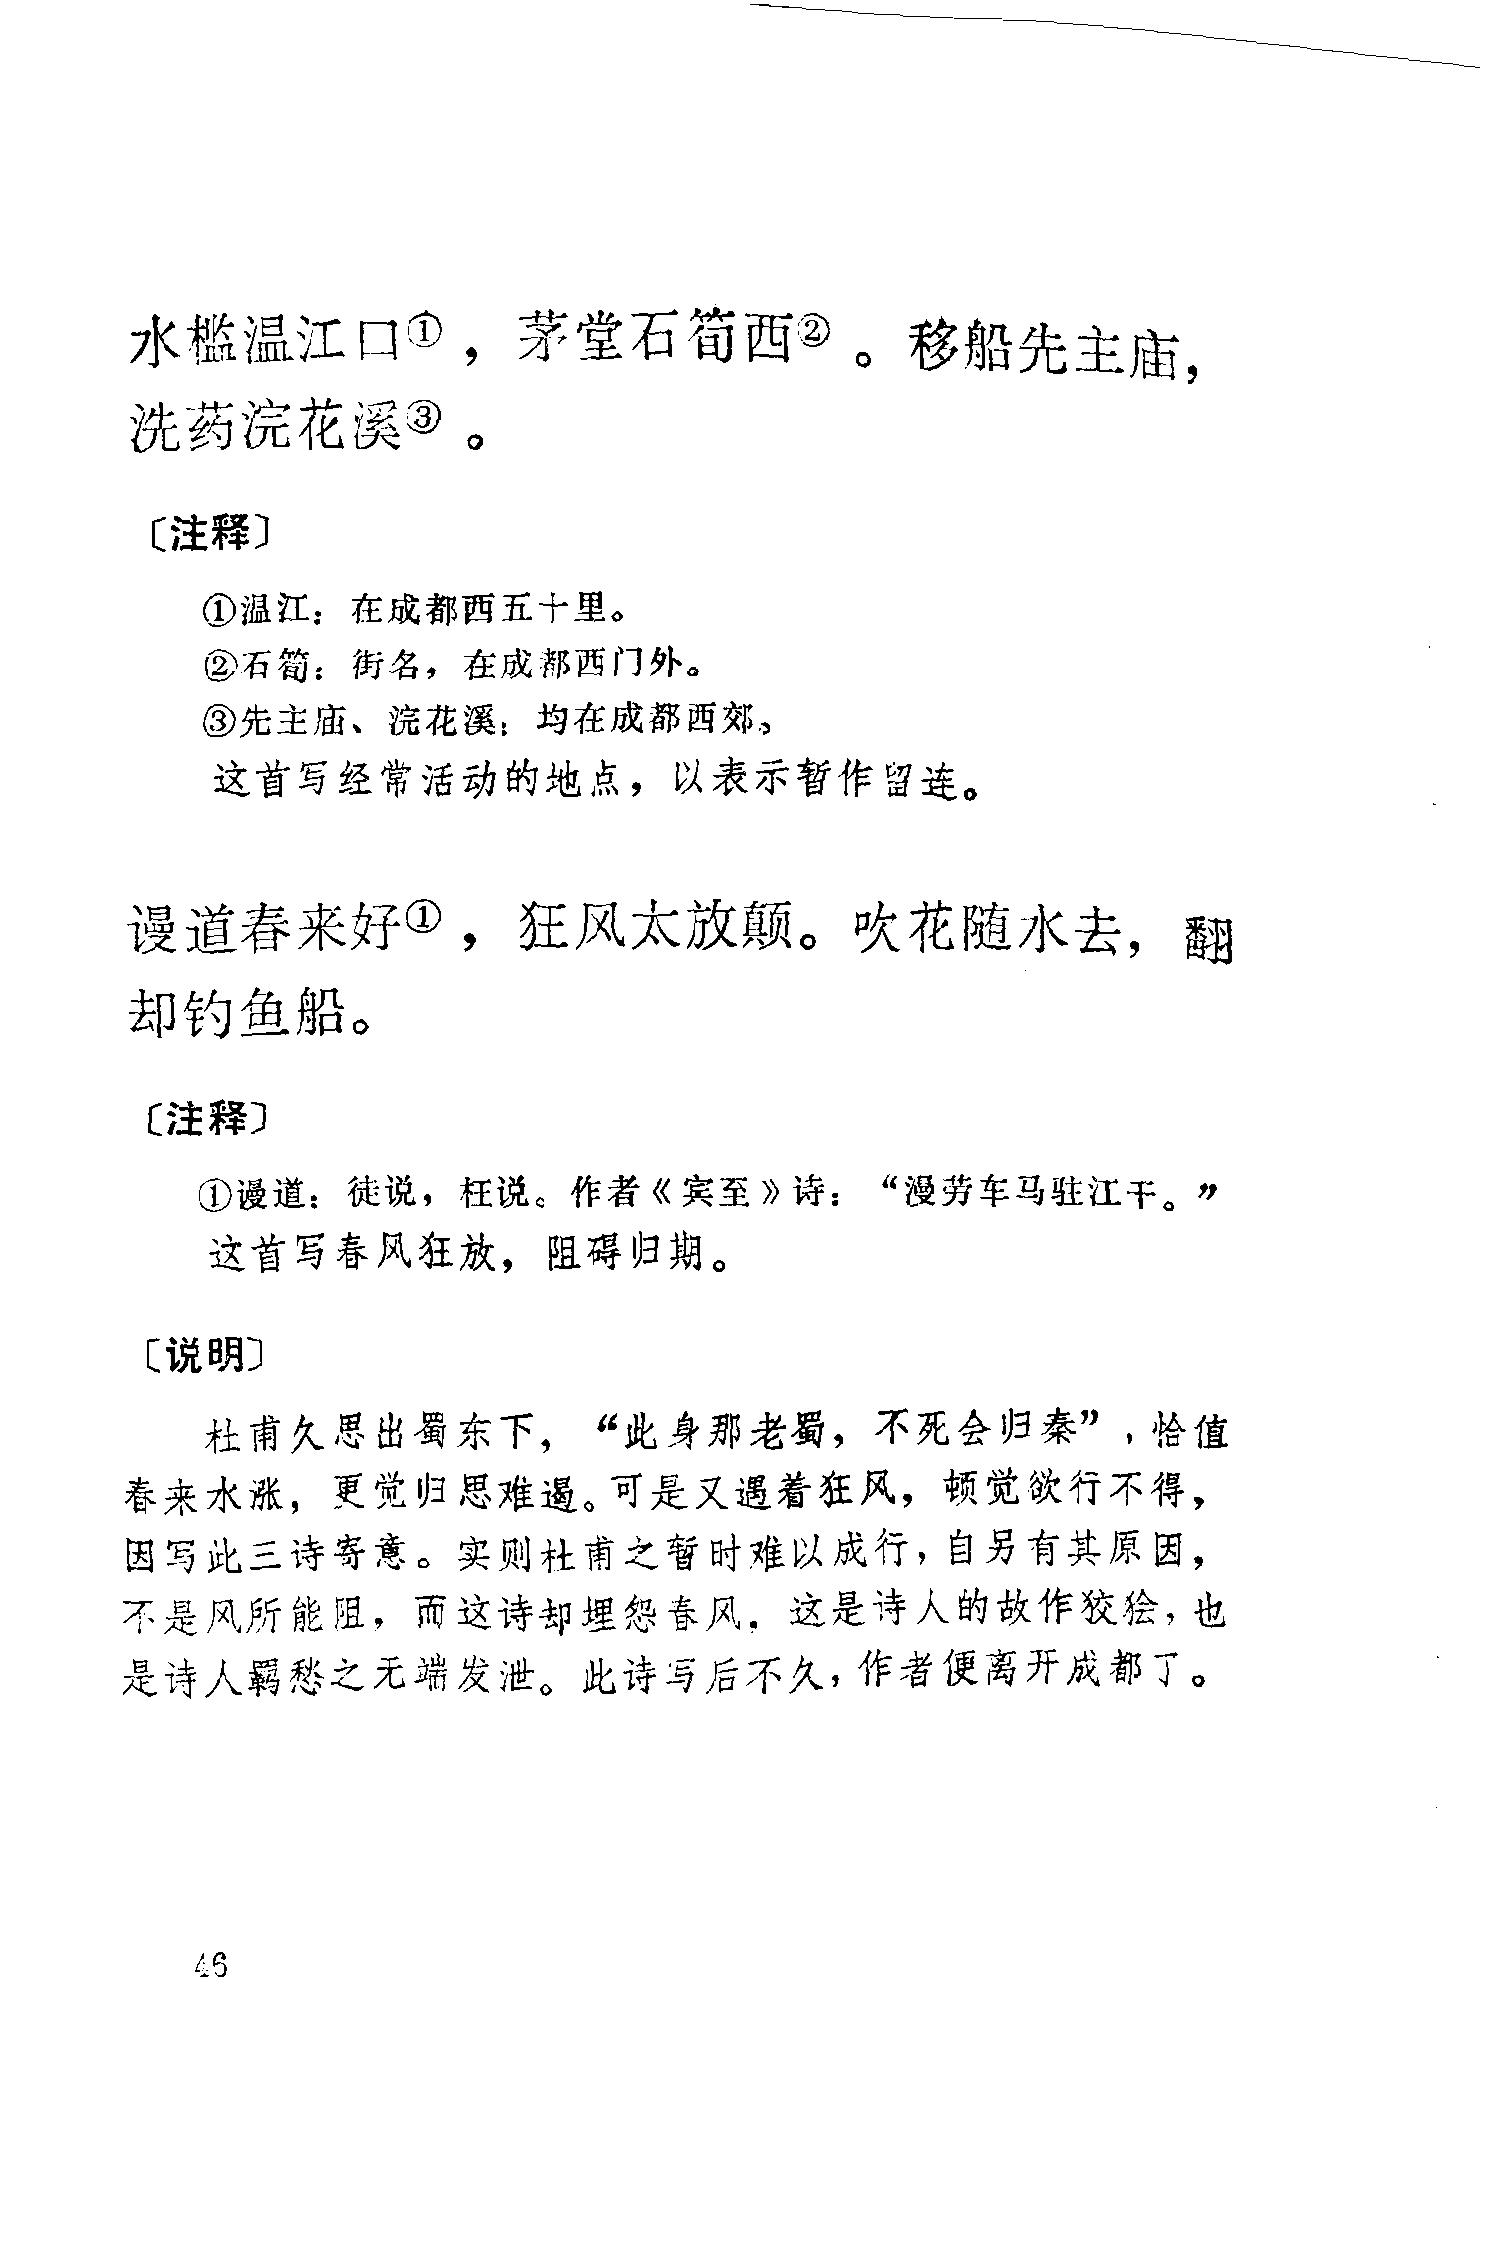 水槛温江口①，茅堂石筍西②。移船先主庙，
洗药浣花溪③。
〔注释〕
①温江：在成都西五十里。
②石筍：街名，在成都西门外。
③先主庙、浣花溪：均在成都西郊。
这首写经常活动的地点，以表示暂作留连。
谩道春来好①，狂风太放颠。吹花随水去，翻
却钓鱼船。
〔注释〕
①谩道：徒说，枉说。作者《宾至》诗：“漫劳车马驻江干。”
这首写春风狂放，阻碍归期。
〔说明〕
杜甫久思出蜀东下，“此身那老蜀，不死会归秦”，恰值
春来水涨，更觉归思难遏。可是又遇着狂风，顿觉欲行不得，
因写此三诗寄意。实则杜甫之暂时难以成行，自另有其原因，
不是风所能阻，而这诗却埋怨春风。这是诗人的故作狡狯，也
是诗人羁愁之无端发泄。此诗写后不久，作者便离开成都了。
46